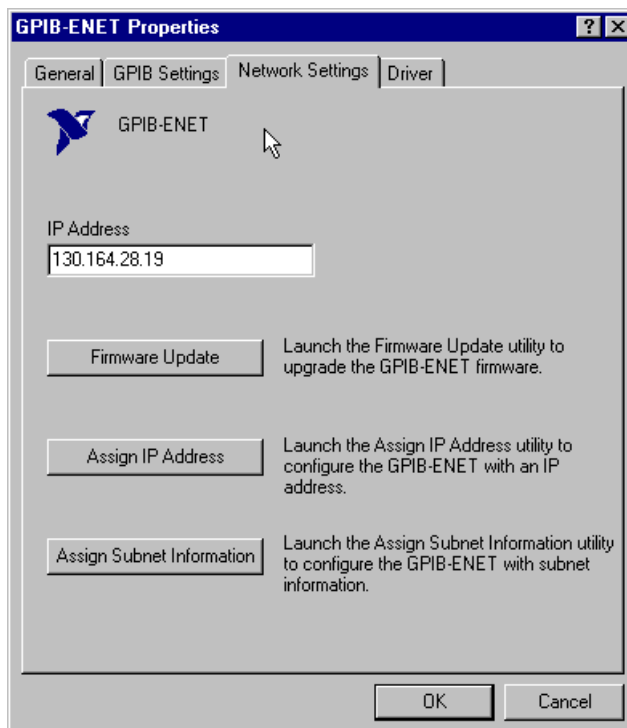 GPIB-ENET Properties
General
GPIB Settings
Network Settings
Driver
GPIB-ENET
IP Address
130.164.28.19
Firmware Update
Launch the Firmware Update utility to
upgrade the GPIB-ENET firmware.
Assign IP Address
Launch the Assign IP Address utility to
configure the GPIB-ENET with an IP
address.
Assign Subnet Information
Launch the Assign Subnet Information utility
to configure the GPIB-ENET with subnet
information.
OK
Cancel